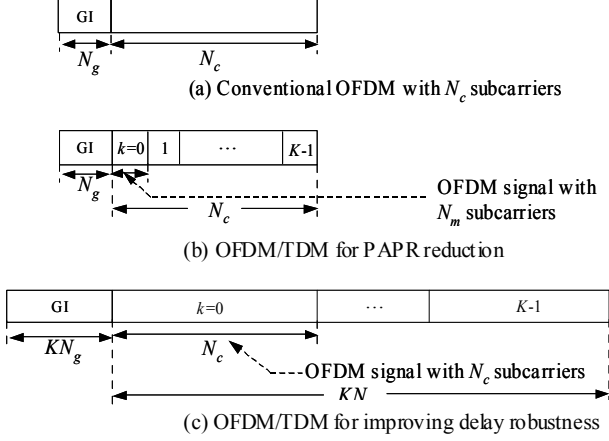 GI
N_g
N_c
(a) Conventional OFDM with N_c subcarriers
GI k=0 1 ··· K-1
N_g
N_c
OFDM signal with
N_m subcarriers
(b) OFDM/TDM for PAPR reduction
GI k=0 ··· K-1
KN_g
N_c
OFDM signal with N_c subcarriers
KN
(c) OFDM/TDM for improving delay robustness